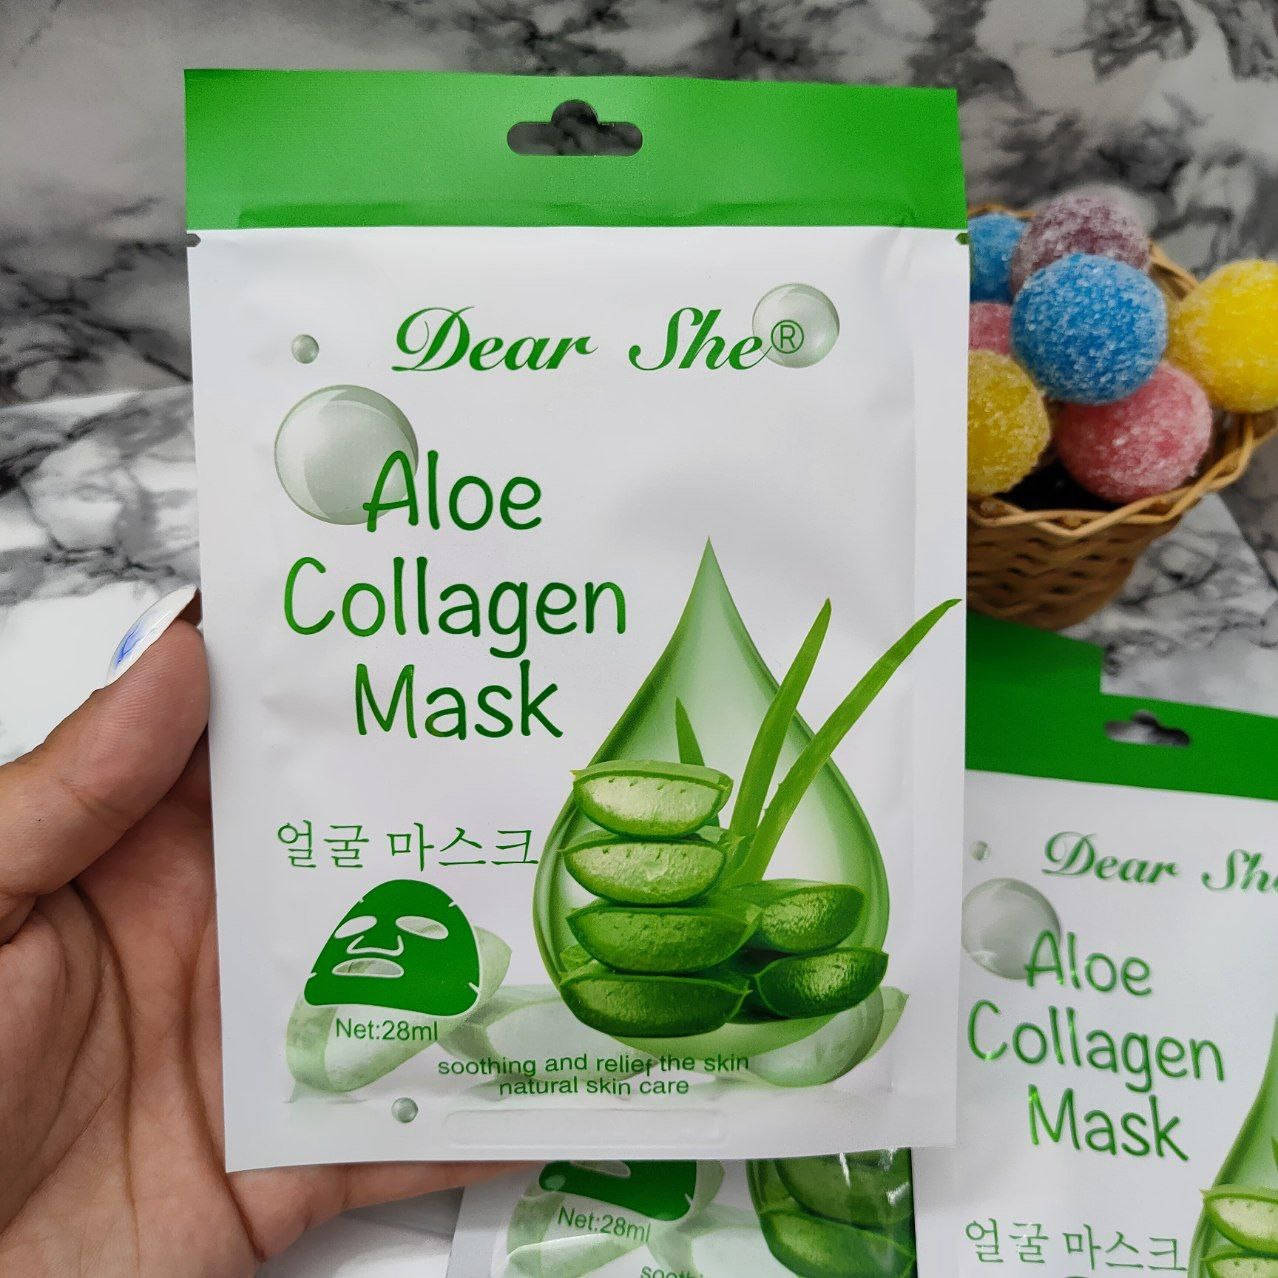 Dear She®
Aloe
Collagen
Mask
얼굴 마스크
Net:28ml
soothing and relief the skin
natural skin care
Dear She
Aloe
Collagen
Mask
얼굴 마스크
Net:28ml